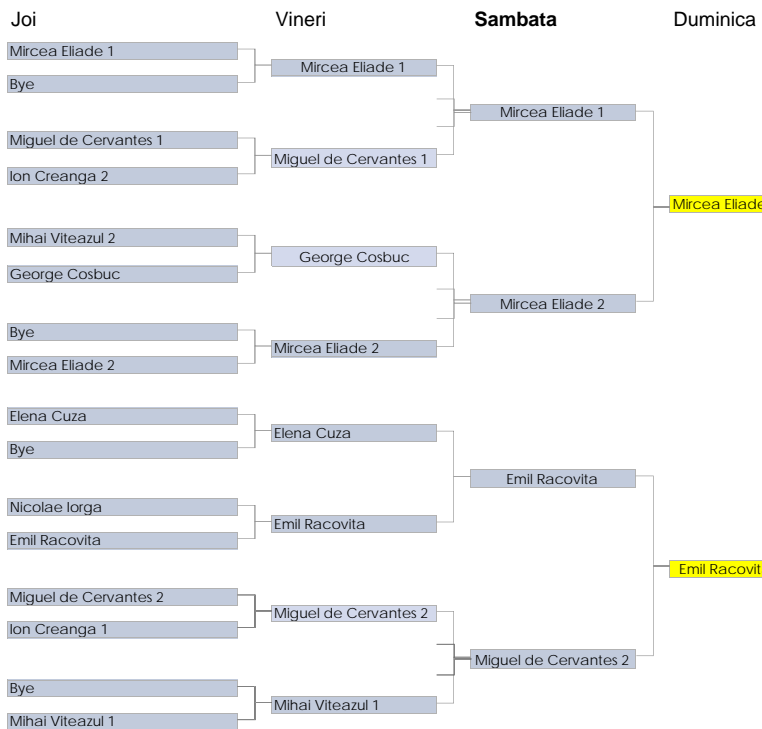 Joi
Vineri
Sambata
Duminica
Mircea Eliade 1
Bye
Miguel de Cervantes 1
Ion Creanga 2
Mihai Viteazul 2
George Cosbuc
Bye
Mircea Eliade 2
Elena Cuza
Bye
Nicolae Iorga
Emil Racovita
Miguel de Cervantes 2
Ion Creanga 1
Bye
Mihai Viteazul 1
Mircea Eliade 1
Miguel de Cervantes 1
George Cosbuc
Mircea Eliade 2
Elena Cuza
Emil Racovita
Miguel de Cervantes 2
Mihai Viteazul 1
Mircea Eliade 1
Mircea Eliade 2
Emil Racovita
Miguel de Cervantes 2
Mircea Eliade
Emil Racovit